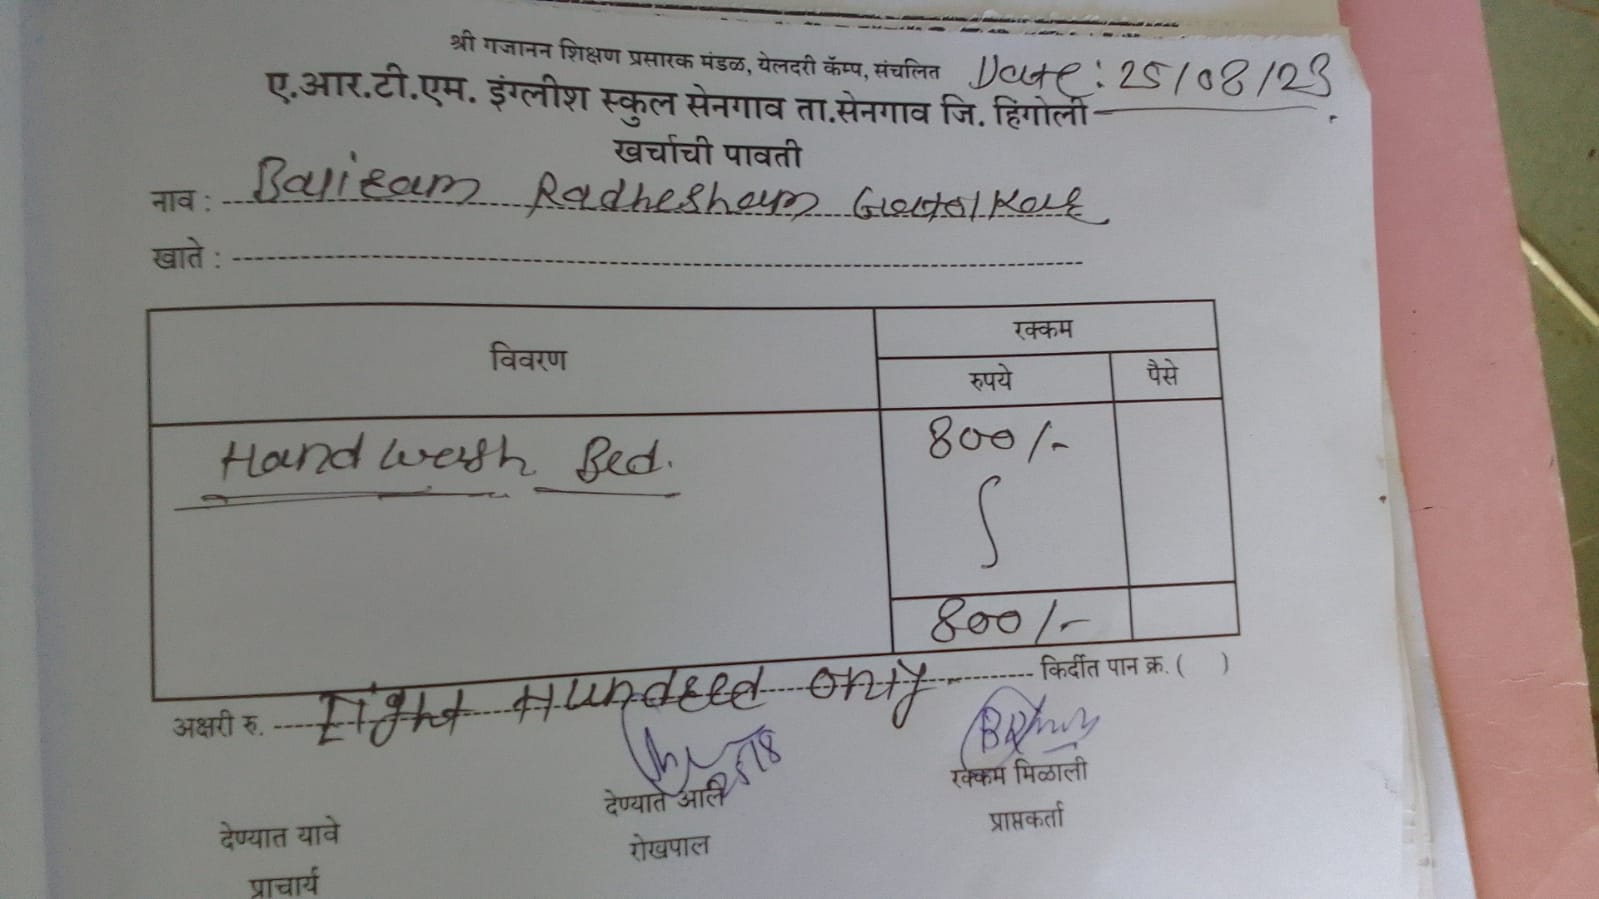 श्री गजानन शिक्षण प्रसारक मंडळ, येलदरी कॅम्प, संचलित Date: 25/08/23
ए.आर.टी.एम. इंग्लीश स्कुल सेनगाव ता.सेनगाव जि. हिंगोली
खर्चाची पावती
नाव : Baliram Radhesham
खाते :
विवरण रक्कम
रुपये पैसे
Hand wash Bed. 800/-
800/-
अक्षरी रु. Eight Hundred only किर्दीत पान क्र. ( )
देण्यात आले रक्कम मिळाली
देण्यात यावे रोखपाल प्राप्तकर्ता
प्राचार्य